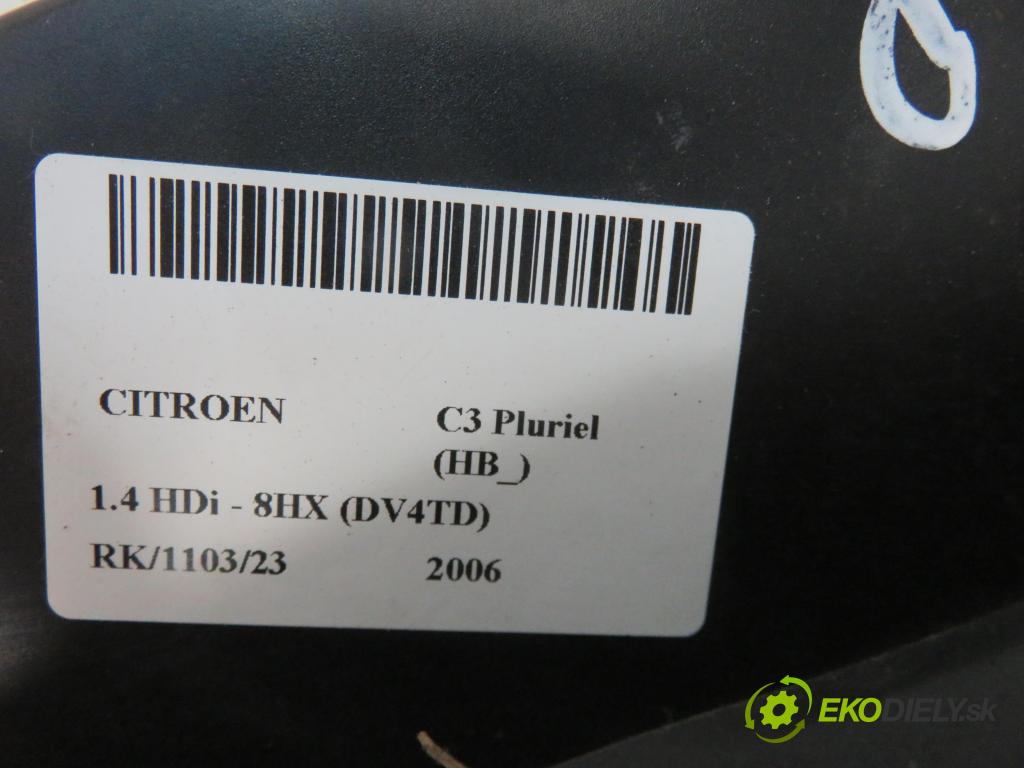 CITROEN C3 Pluriel
(HB_)
1.4 HDi - 8HX (DV4TD)
RK/1103/23 2006
EKODIELY.sk